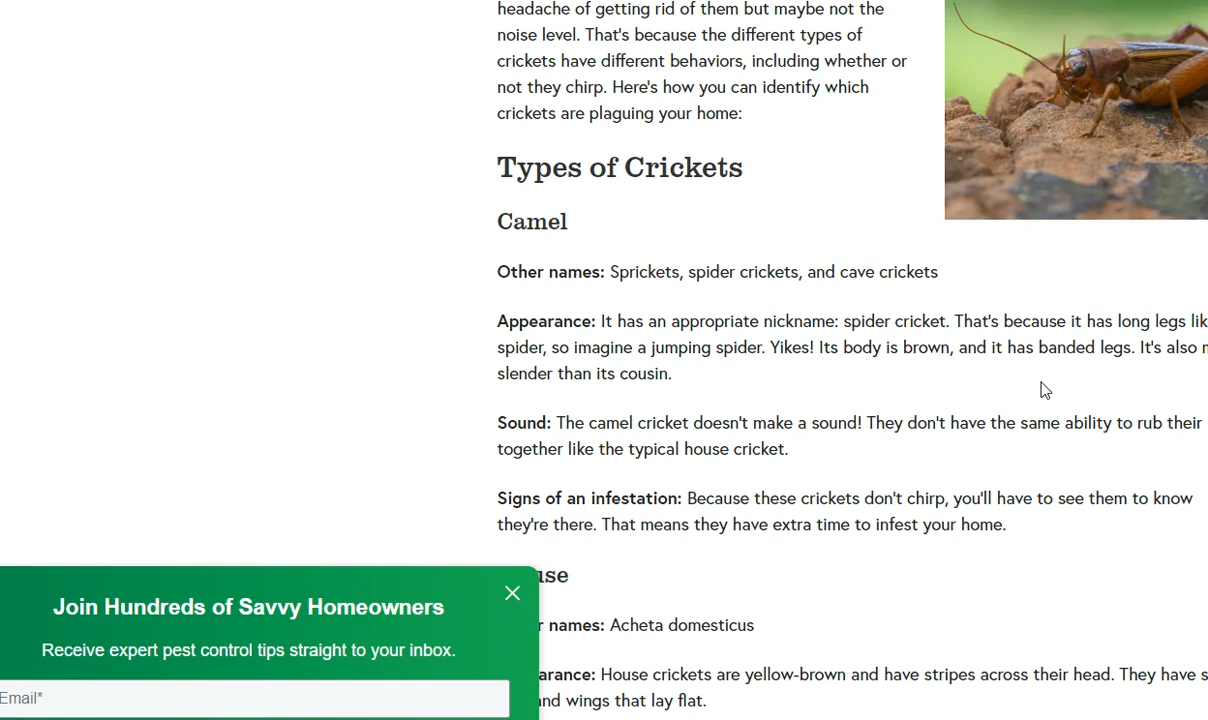 headache of getting rid of them but maybe not the
noise level. That's because the different types of
crickets have different behaviors, including whether or
not they chirp. Here's how you can identify which
crickets are plaguing your home:
Types of Crickets
Camel
Other names: Sprickets, spider crickets, and cave crickets
Appearance: It has an appropriate nickname: spider cricket. That's because it has long legs
spider, so imagine a jumping spider. Yikes! Its body is brown, and it has banded legs. It's also
slender than its cousin.
Sound: The camel cricket doesn't make a sound! They don't have the same ability to rub their
together like the typical house cricket.
Signs of an infestation: Because these crickets don't chirp, you'll have to see them to know
they're there. That means they have extra time to infest your home.
names: Acheta domesticus
House crickets are yellow-brown and have stripes across their head. They have
and wings that lay flat.
Join Hundreds of Savvy Homeowners
Receive expert pest control tips straight to your inbox.
Email*